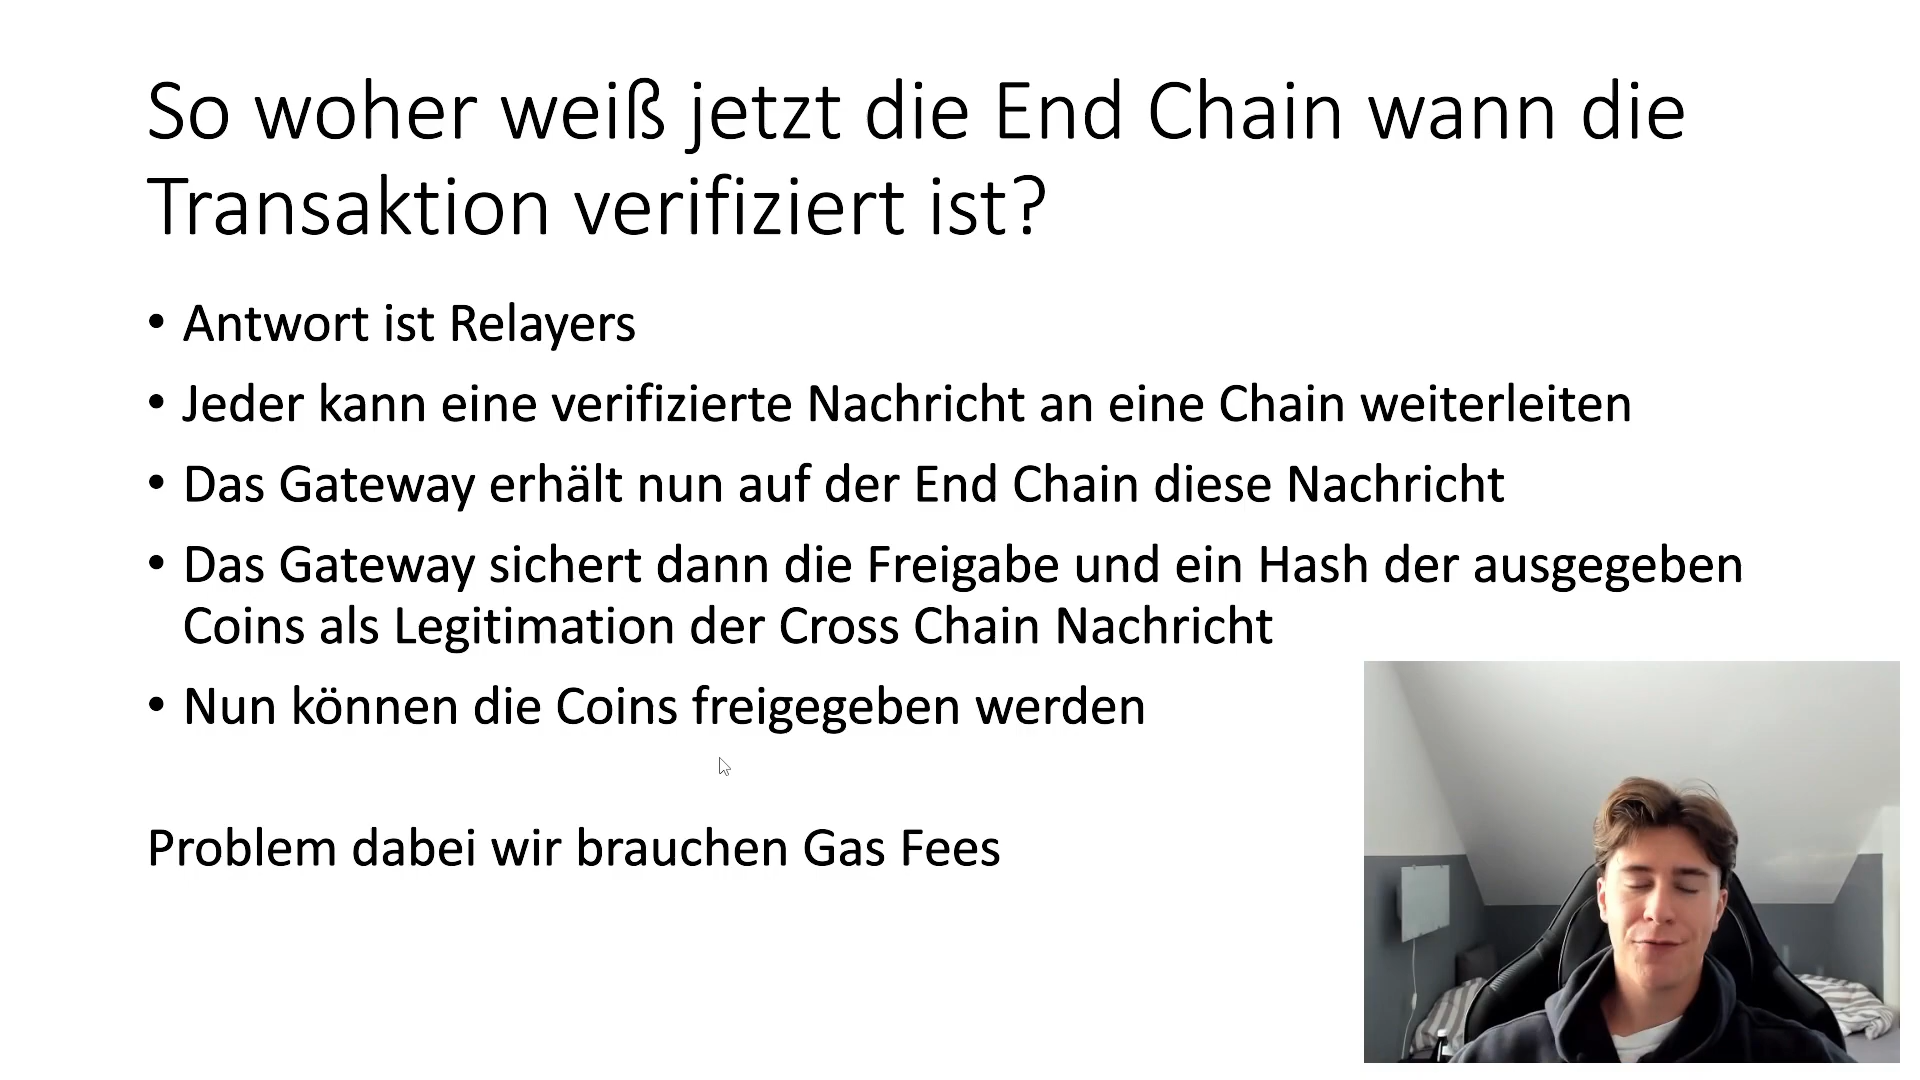 So woher weiß jetzt die End Chain wann die
Transaktion verifiziert ist?
• Antwort ist Relayers
• Jeder kann eine verifizierte Nachricht an eine Chain weiterleiten
• Das Gateway erhält nun auf der End Chain diese Nachricht
• Das Gateway sichert dann die Freigabe und ein Hash der ausgegeben
Coins als Legitimation der Cross Chain Nachricht
• Nun können die Coins freigegeben werden
Problem dabei wir brauchen Gas Fees